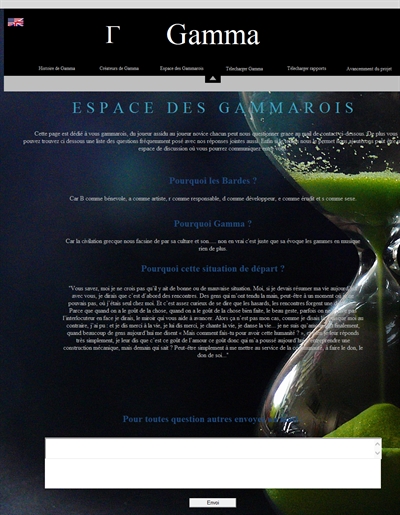 Γ Gamma
Histoire de Gamma Créateurs de Gamma Espace des Gammarois Telecharger Gamma Télécharger rapports Avancement du projet
ESPACE DES GAMMAROIS
Cette page est dédié à vous gammarois, du joueur assidu au joueur novice chacun peut nous questionner grace au mail de contact ci-dessous. De plus vous
pouvez trouver ci dessous une liste des questions fréquemment posé avec nos réponses jointes aussi. Enfin si le temps nous le permet nous ajouterons peut être un
espace de discussion où vous pourrez communiquez entre vous.
Pourquoi les Bardes ?
Car B comme bénevole, a comme artiste, r comme responsable, d comme développeur, e comme érudit et s comme sexe.
Pourquoi Gamma ?
Car la civilation grecque nous facsine de par sa culture et son..... non en vrai c'est juste que sa évoque les gammes en musique
rien de plus.
Pourquoi cette situation de départ ?
"Vous savez, moi je ne crois pas qu'il y ait de bonne ou de mauvaise situation. Moi, si je devais résumer ma vie aujourd'hui
avec vous, je dirais que c'est d'abord des rencontres. Des gens qui m'ont tendu la main, peut-être à un moment où je ne
pouvais pas, où j'étais seul chez moi. Et c'est assez curieux de se dire que les hasards, les rencontres forgent une destinée...
Parce que quand on a le goût de la chose, quand on a le goût de la chose bien faite, le beau geste, parfois on ne trouve pas
l'interlocuteur en face je dirais, le miroir qui vous aide à avancer. Alors ça n'est pas mon cas, comme je disais là, puisque moi au
contraire, j'ai pu : et je dis merci à la vie, je lui dis merci, je chante la vie, je danse la vie... je ne suis qu'amour ! Et finalement,
quand beaucoup de gens aujourd'hui me disent « Mais comment fais-tu pour avoir cette humanité ? », et bien je leur réponds
très simplement, je leur dis que c'est ce goût de l'amour ce goût donc qui m'a poussé aujourd'hui à entreprendre une
construction mécanique, mais demain qui sait ? Peut-être simplement à me mettre au service de la communauté, à faire le don, le
don de soi..."
Pour toutes question autres envoyez
Envoi